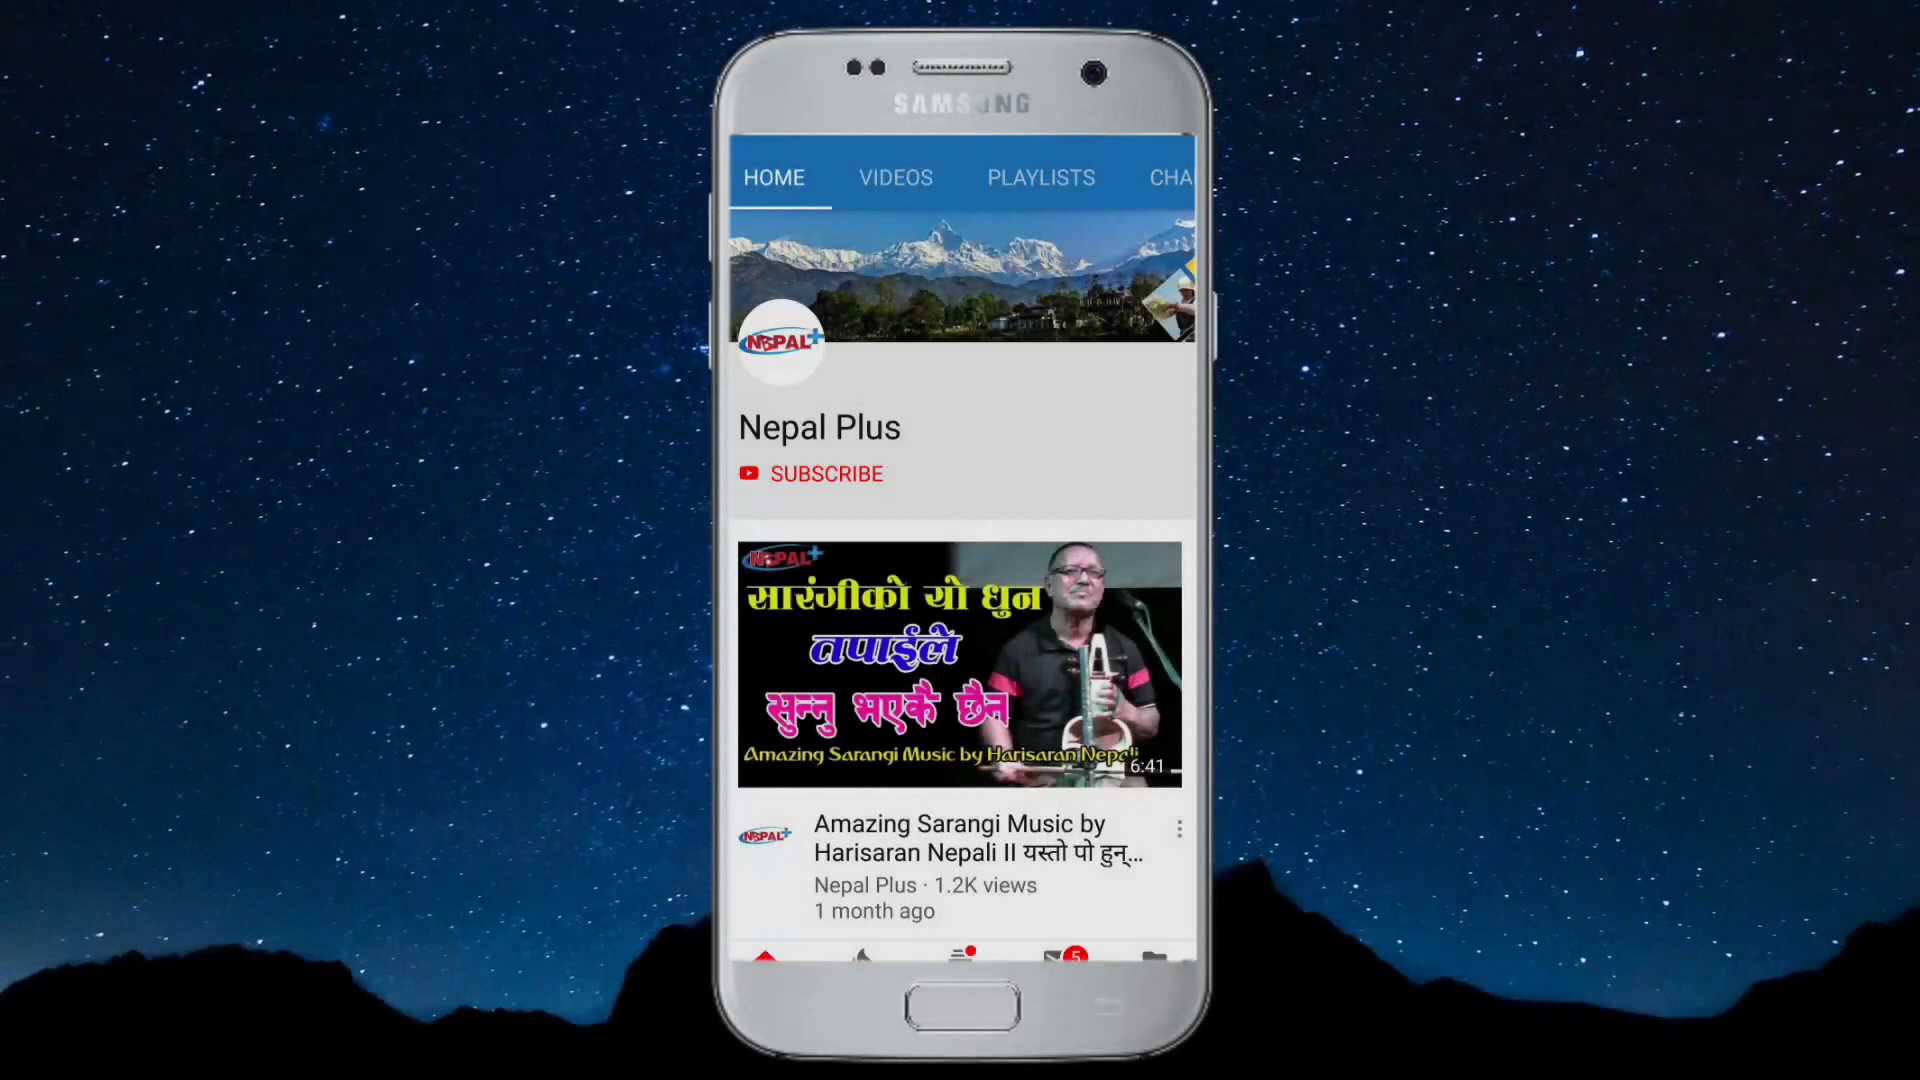 SAMSUNG
HOME VIDEOS PLAYLISTS CHA
NEPAL+
Nepal Plus
SUBSCRIBE
NEPAL+
सारंगीको यो धुन
तपाईले
सुन्नु भएकै छैन
Amazing Sarangi Music by Harisaran Nepali
6:41
NEPAL+
Amazing Sarangi Music by
Harisaran Nepali II यस्तो पो हुन्...
Nepal Plus · 1.2K views
1 month ago
5